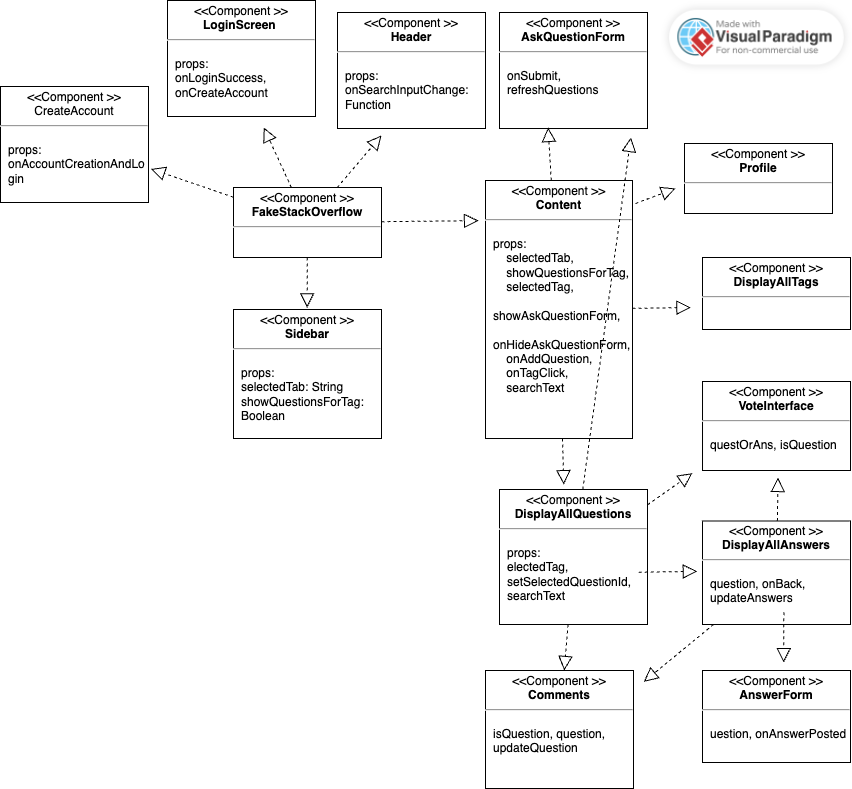 <<Component >>
LoginScreen
props:
onLoginSuccess,
onCreateAccount
<<Component >>
Header
props:
onSearchInputChange:
Function
<<Component >>
AskQuestionForm
onSubmit,
refreshQuestions
Made with
VisualParadigm
For non-commercial use
<<Component >>
CreateAccount
props:
onAccountCreationAndLo
gin
<<Component >>
Profile
<<Component >>
FakeStackOverflow
<<Component >>
Content
props:
selectedTab,
showQuestionsForTag,
selectedTag,
showAskQuestionForm,
onHideAskQuestionForm,
onAddQuestion,
onTagClick,
searchText
<<Component >>
DisplayAllTags
<<Component >>
Sidebar
props:
selectedTab: String
showQuestionsForTag:
Boolean
<<Component >>
VoteInterface
questOrAns, isQuestion
<<Component >>
DisplayAllQuestions
props:
electedTag,
setSelectedQuestionId,
searchText
<<Component >>
DisplayAllAnswers
question, onBack,
updateAnswers
<<Component >>
Comments
isQuestion, question,
updateQuestion
<<Component >>
AnswerForm
uestion, onAnswerPosted